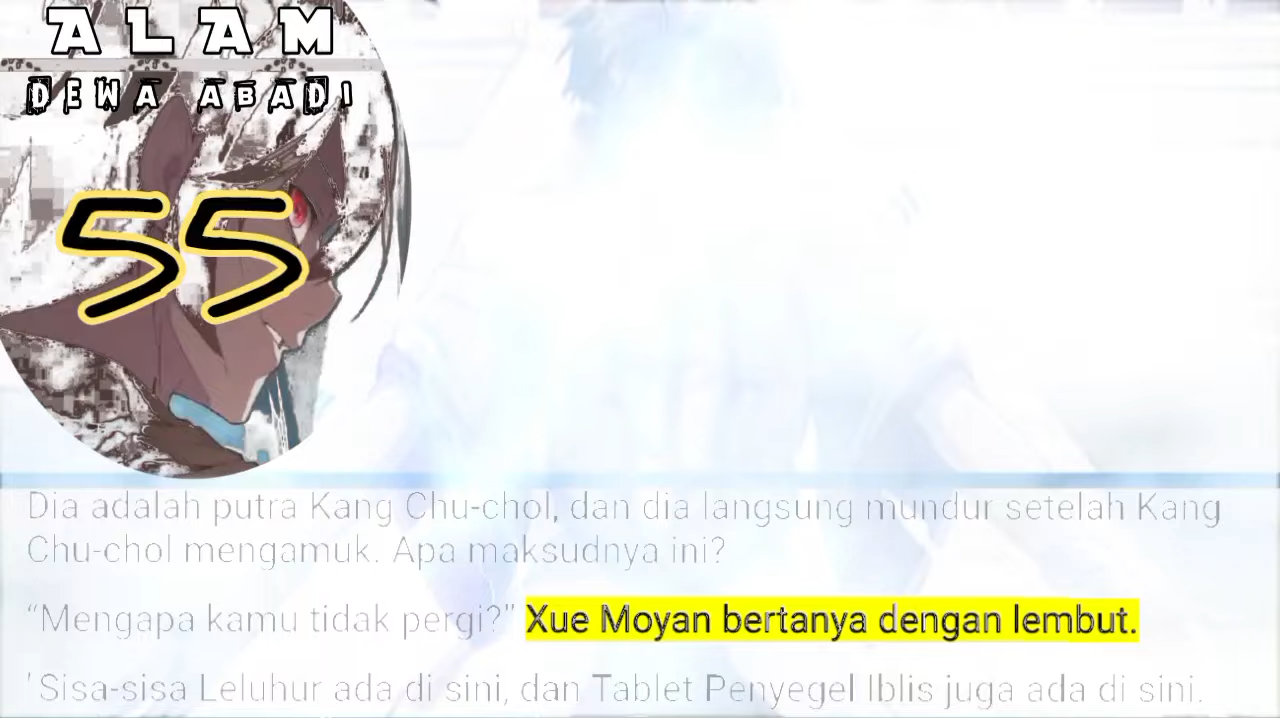 ALAM
DEWA ABADI
55
Dia adalah putra Kang Chu-chol, dan dia langsung mundur setelah Kang
Chu-chol mengamuk. Apa maksudnya ini?
“Mengapa kamu tidak pergi?” Xue Moyan bertanya dengan lembut.
'Sisa-sisa Leluhur ada di sini, dan Tablet Penyegel Iblis juga ada di sini.